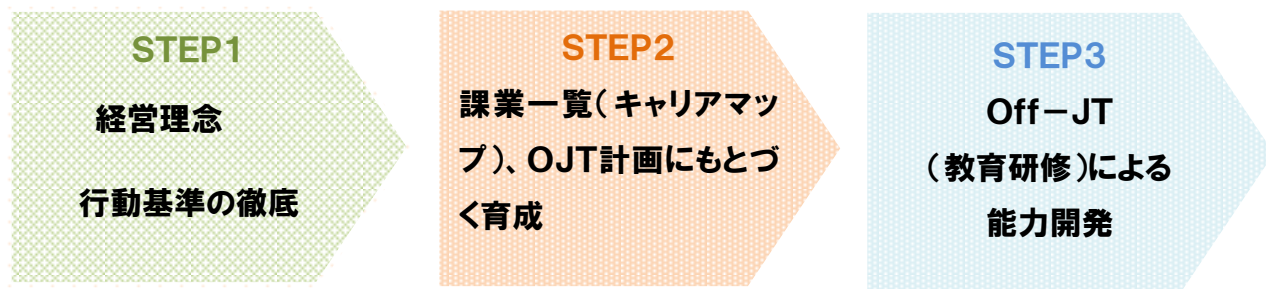 STEP1
経営理念
行動基準の徹底
STEP2
課業一覧(キャリアマッ
プ)、OJT計画にもとづ
く育成
STEP3
Off－JT
(教育研修)による
能力開発